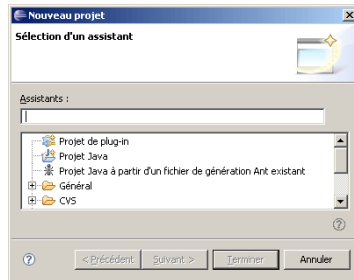 Nouveau projet
Sélection d'un assistant
Assistants :
Projet de plug-in
Projet Java
Projet Java à partir d'un fichier de génération Ant existant
Général
CVS
< Précédent
Suivant >
Terminer
Annuler